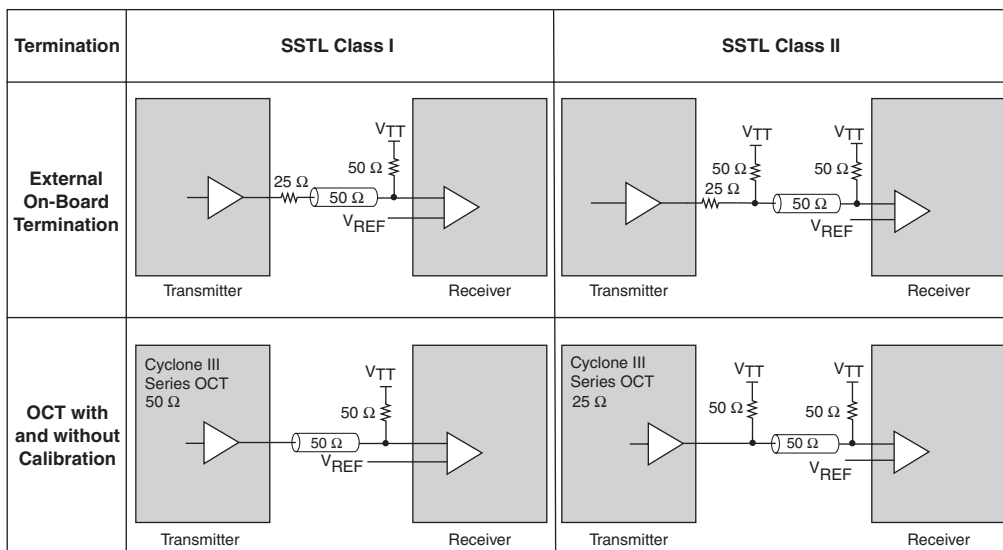 Termination
SSTL Class I
SSTL Class II
External
On-Board
Termination
VTT
50 Ω
25 Ω
50 Ω
VREF
Transmitter
Receiver
VTT
VTT
50 Ω
50 Ω
25 Ω
50 Ω
VREF
Transmitter
Receiver
OCT with
and without
Calibration
Cyclone III
Series OCT
50 Ω
VTT
50 Ω
50 Ω
VREF
Transmitter
Receiver
Cyclone III
Series OCT
25 Ω
VTT
VTT
50 Ω
50 Ω
50 Ω
VREF
Transmitter
Receiver